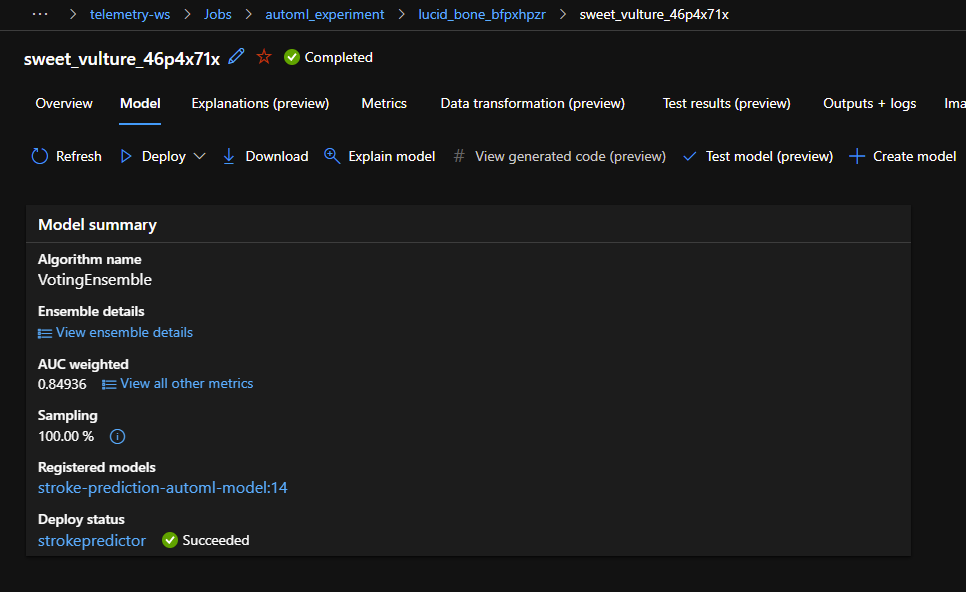 ··· > telemetry-ws > Jobs > automl_experiment > lucid_bone_bfpxhpzr > sweet_vulture_46p4x71x
sweet_vulture_46p4x71x Completed
Overview Model Explanations (preview) Metrics Data transformation (preview) Test results (preview) Outputs + logs Ima
Refresh Deploy Download Explain model # View generated code (preview) Test model (preview) Create model
Model summary
Algorithm name
VotingEnsemble
Ensemble details
View ensemble details
AUC weighted
0.84936 View all other metrics
Sampling
100.00 %
Registered models
stroke-prediction-automl-model:14
Deploy status
strokepredictor Succeeded